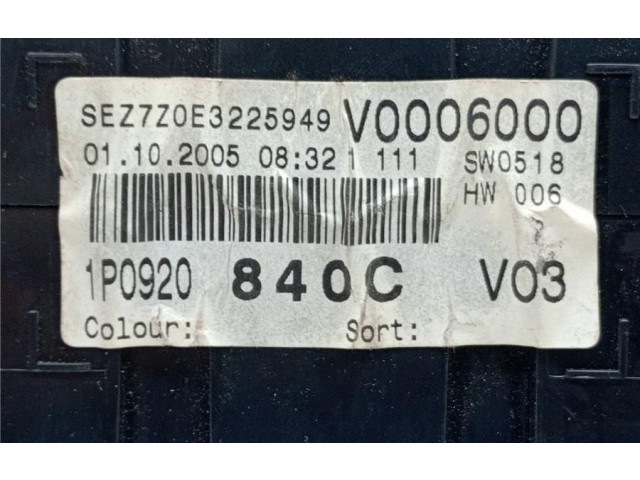 SEZ7Z0E3225949 V0006000
01.10.2005 08:32 1 111 SW0518
HW 006
1P0920 840C V03
Colour: Sort: